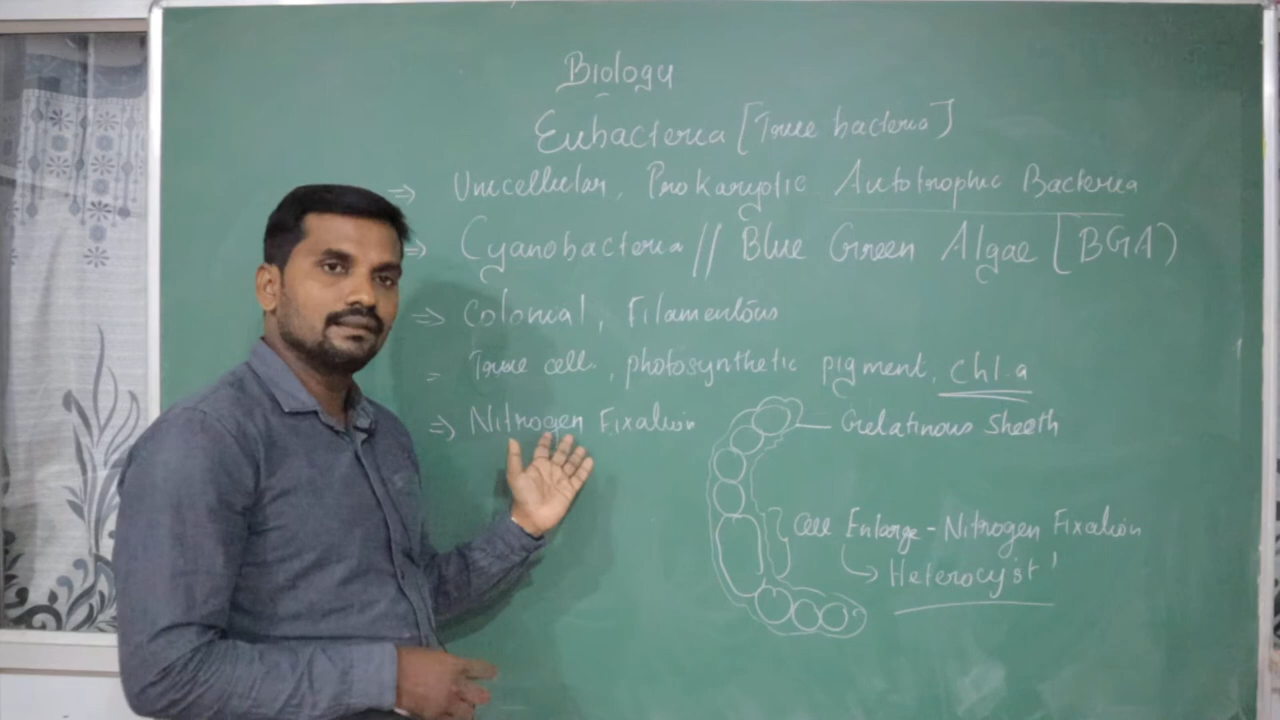 Biology
Eubacteria [True bacteria]
⇒ Unicellular, Prokaryotic Autotrophic Bacteria
⇒ Cyanobacteria // Blue Green Algae [BGA)
⇒ Colonial, Filamentous
= True cell, photosynthetic pigment, chl-a
⇒ Nitrogen Fixation
Gelatinous Sheeth
Cell Enlarge - Nitrogen Fixation
Heterocyst'